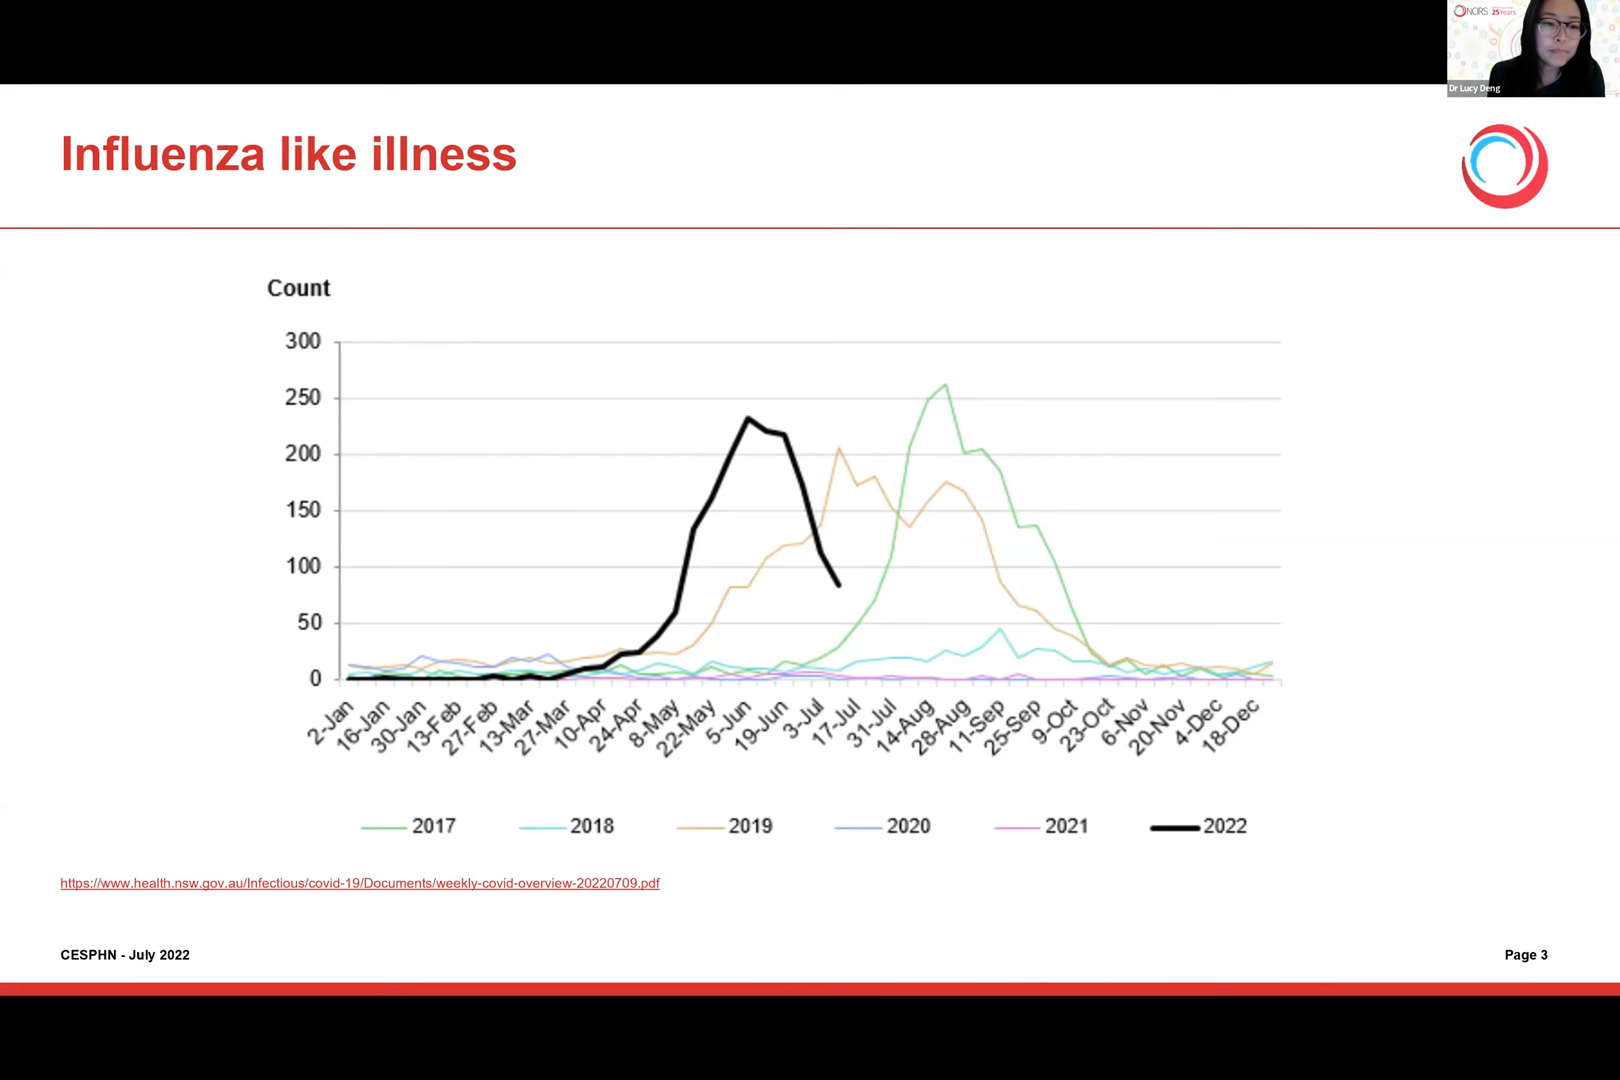 NCIRS 25Years
Dr Lucy Deng
Influenza like illness
Count
300
250
200
150
100
50
0
2-Jan
16-Jan
30-Jan
13-Feb
27-Feb
13-Mar
27-Mar
10-Apr
24-Apr
8-May
22-May
5-Jun
19-Jun
3-Jul
17-Jul
31-Jul
14-Aug
28-Aug
11-Sep
25-Sep
9-Oct
23-Oct
6-Nov
20-Nov
4-Dec
18-Dec
2017 2018 2019 2020 2021 2022
https://www.health.nsw.gov.au/Infectious/covid-19/Documents/weekly-covid-overview-20220709.pdf
CESPHN - July 2022
Page 3